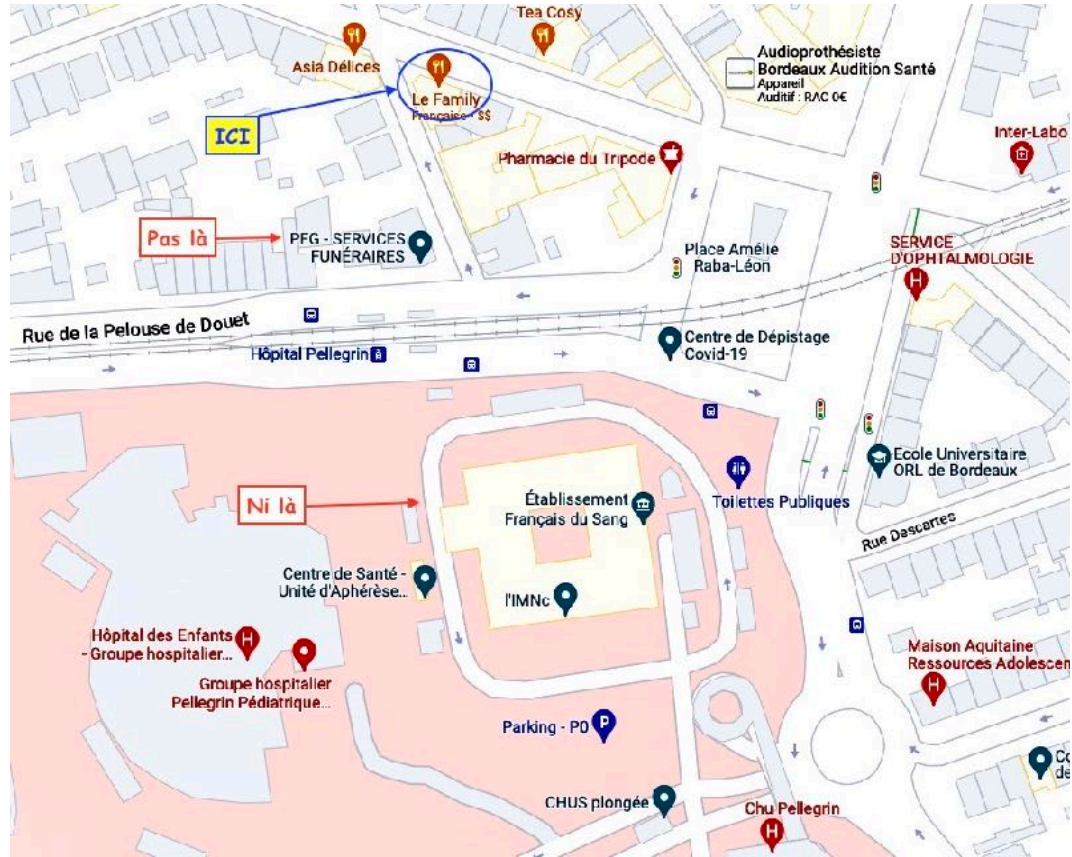 Tea Cosy
Asia Délices
Le Family
Française - $$
ICI
Audioprothésiste
Bordeaux Audition Santé
Appareil
Auditif : RAC 0€
Inter-Labo
Pharmacie du Tripode
Pas là
PFG - SERVICES
FUNÉRAIRES
Place Amélie
Raba-Léon
SERVICE
D'OPHTALMOLOGIE
Rue de la Pelouse de Douet
Hôpital Pellegrin
Centre de Dépistage
Covid-19
Ecole Universitaire
ORL de Bordeaux
Toilettes Publiques
Ni là
Établissement
Français du Sang
Rue Descartes
Centre de Santé -
Unité d'Aphérèse...
l'IMNc
Hôpital des Enfants
- Groupe hospitalier...
Groupe hospitalier
Pellegrin Pédiatrique...
Maison Aquitaine
Ressources Adolescen
Parking - P0
P
Co
de
CHUS plongée
Chu Pellegrin